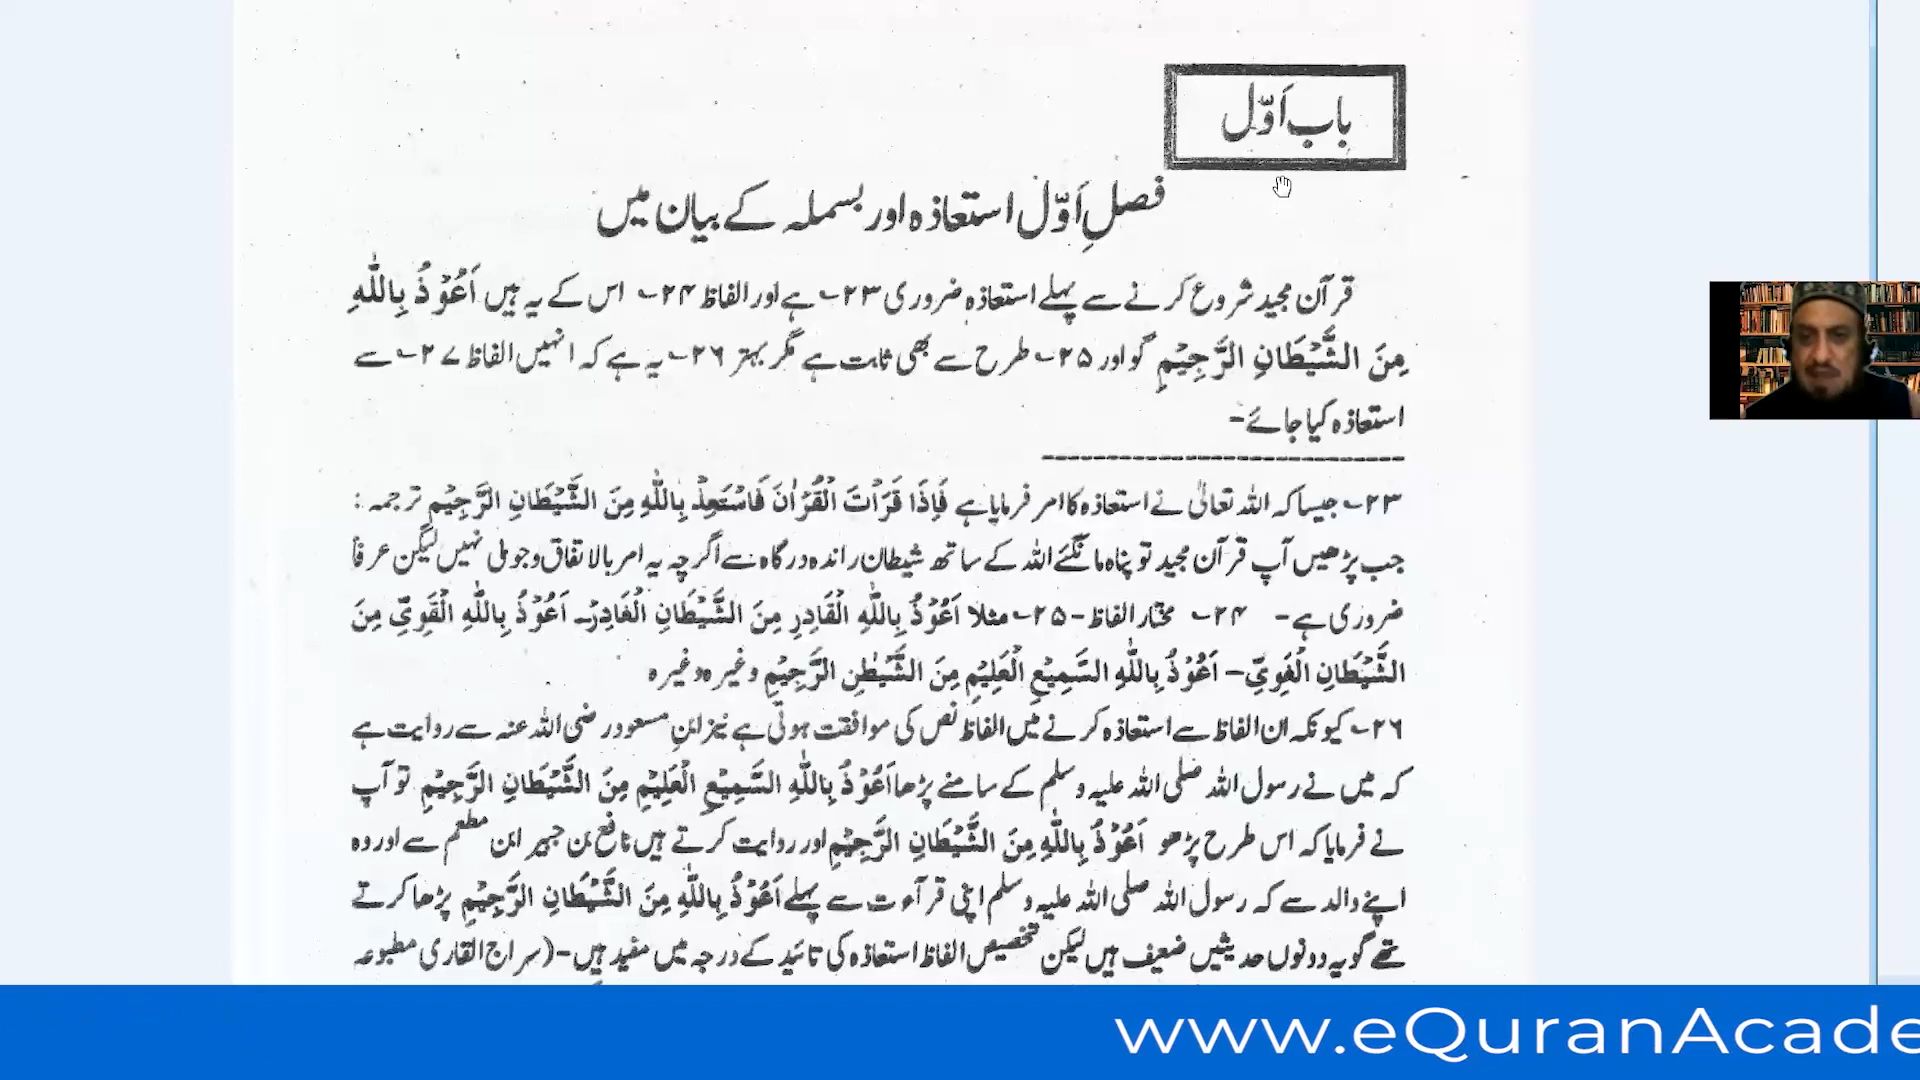 باب اَوّل
فصلِ اَوّل استعاذہ اور بسملہ کے بیان میں
قرآن مجید شروع کرنے سے پہلے استعاذہ ضروری ۲۳؎ ہے اور الفاظ ۲۴؎ اس کے یہ ہیں اَعُوْذُ بِاللّٰهِ
مِنَ الشَّيْطَانِ الرَّجِيْمِ گو اور ۲۵؎ طرح سے بھی ثابت ہے مگر بہتر ۲۶؎ یہ ہے کہ انہیں الفاظ ۲۷؎ سے
استعاذہ کیا جائے-
۲۳؎ جیسا کہ اللہ تعالیٰ نے استعاذہ کا امر فرمایا ہے فَاِذَا قَرَاْتَ الْقُرْاٰنَ فَاسْتَعِذْ بِاللّٰهِ مِنَ الشَّيْطَانِ الرَّجِيْمِ ترجمہ :
جب پڑھیں آپ قرآن مجید تو پناہ مانگئے اللہ کے ساتھ شیطان راندہ درگاہ سے اگرچہ یہ امر بالاتفاق وجوبی نہیں لیکن عرفاً
ضروری ہے- ۲۴؎ مختار الفاظ-۲۵؎ مثلا اَعُوْذُ بِاللّٰهِ الْقَادِرِ مِنَ الشَّيْطَانِ الْغَادِرْ۔ اَعُوْذُ بِاللّٰهِ الْقَوِيِّ مِنَ
الشَّيْطَانِ الْغَوِيِّ- اَعُوْذُ بِاللّٰهِ السَّمِيْعِ الْعَلِيْمِ مِنَ الشَّيْطٰنِ الرَّجِيْمِ وغیرہ وغیرہ
۲۶؎ کیونکہ ان الفاظ سے استعاذہ کرنے میں الفاظ نص کی موافقت ہوتی ہے نیز ابنِ مسعود رضی اللہ عنہ سے روایت ہے
کہ میں نے رسول اللہ صلی اللہ علیہ وسلم کے سامنے پڑھا اَعُوْذُ بِاللّٰهِ السَّمِيْعِ الْعَلِيْمِ مِنَ الشَّيْطَانِ الرَّجِيْمِ تو آپ
نے فرمایا کہ اس طرح پڑھو اَعُوْذُ بِاللّٰهِ مِنَ الشَّيْطَانِ الرَّجِيْمِ اور روایت کرتے ہیں نافع بن جبیر ابن مطعم سے اور وہ
اپنے والد سے کہ رسول اللہ صلی اللہ علیہ وسلم اپنی قرآءت سے پہلے اَعُوْذُ بِاللّٰهِ مِنَ الشَّيْطَانِ الرَّجِيْمِ پڑھا کرتے
تھے گو یہ دونوں حدیثیں ضعیف ہیں لیکن تخصیص الفاظ استعاذہ کی تائید کے درجہ میں مفید ہیں-(سراج القاری مطبوعہ
www.eQuranAcade